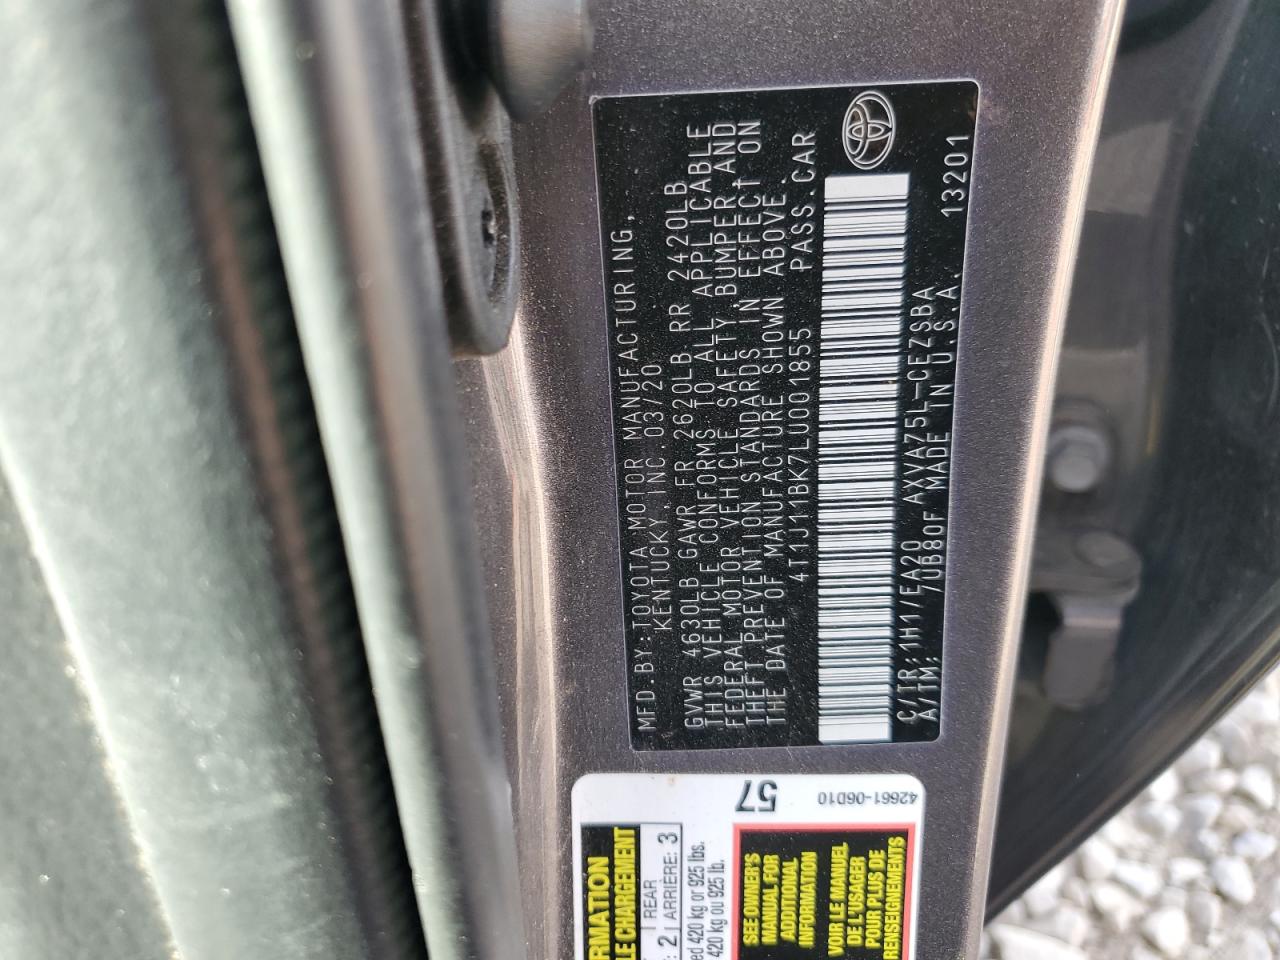 MFD.BY:TOYOTA MOTOR MANUFACTURING,
KENTUCKY,INC 03/20
GVWR 4630LB GAWR FR 2620LB RR 2420LB
THIS VEHICLE CONFORMS TO ALL APPLICABLE
FEDERAL MOTOR VEHICLE SAFETY, BUMPER, AND
THEFT PREVENTION STANDARDS IN EFFECT ON
THE DATE OF MANUFACTURE SHOWN ABOVE.
4T1J11BK7LU001855 PASS.CAR
C/TR:1H1/EA20 AXVA75L-CEZSBA 13201
A/TM: /UB80F MADE IN U.S.A.
57
42661-06D10
2 REAR
ARRIÈRE: 3
420 kg or 925 lbs.
420 kg ou 925 lb.
SEE OWNER'S
MANUAL FOR
ADDITIONAL
INFORMATION
VOIR LE MANUEL
DE L'USAGER
POUR PLUS DE
RENSEIGNEMENTS